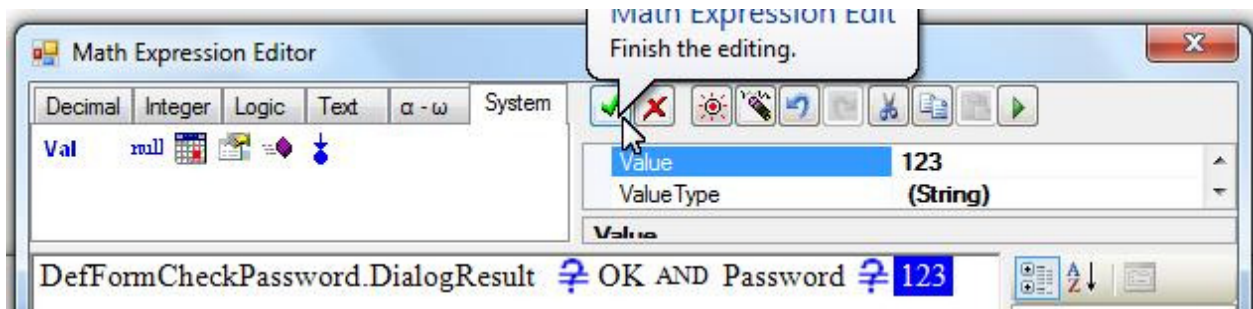 Math Expression Edit
Finish the editing.
Math Expression Editor
Decimal Integer Logic Text α - ω System
Val null
Value 123
ValueType (String)
Value
DefFormCheckPassword.DialogResult ≟ OK AND Password ≟ 123